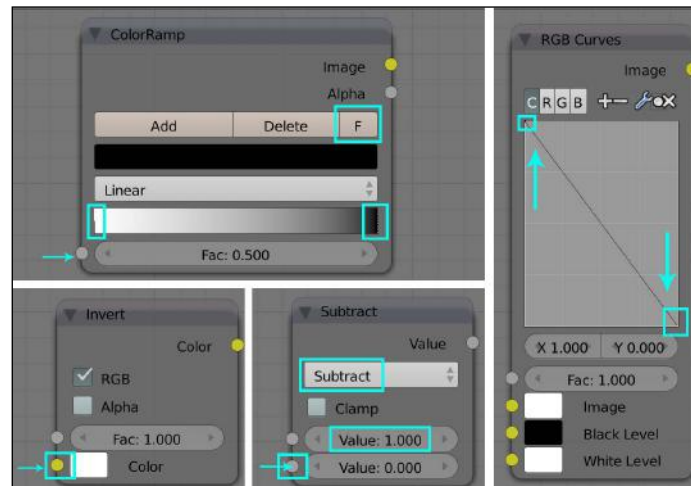 ColorRamp
Image
Alpha
Add Delete F
Linear
Fac: 0.500
Invert
Color
RGB
Alpha
Fac: 1.000
Color
Subtract
Value
Subtract
Clamp
Value: 1.000
Value: 0.000
RGB Curves
Image
C R G B
X 1.000 Y 0.000
Fac: 1.000
Image
Black Level
White Level